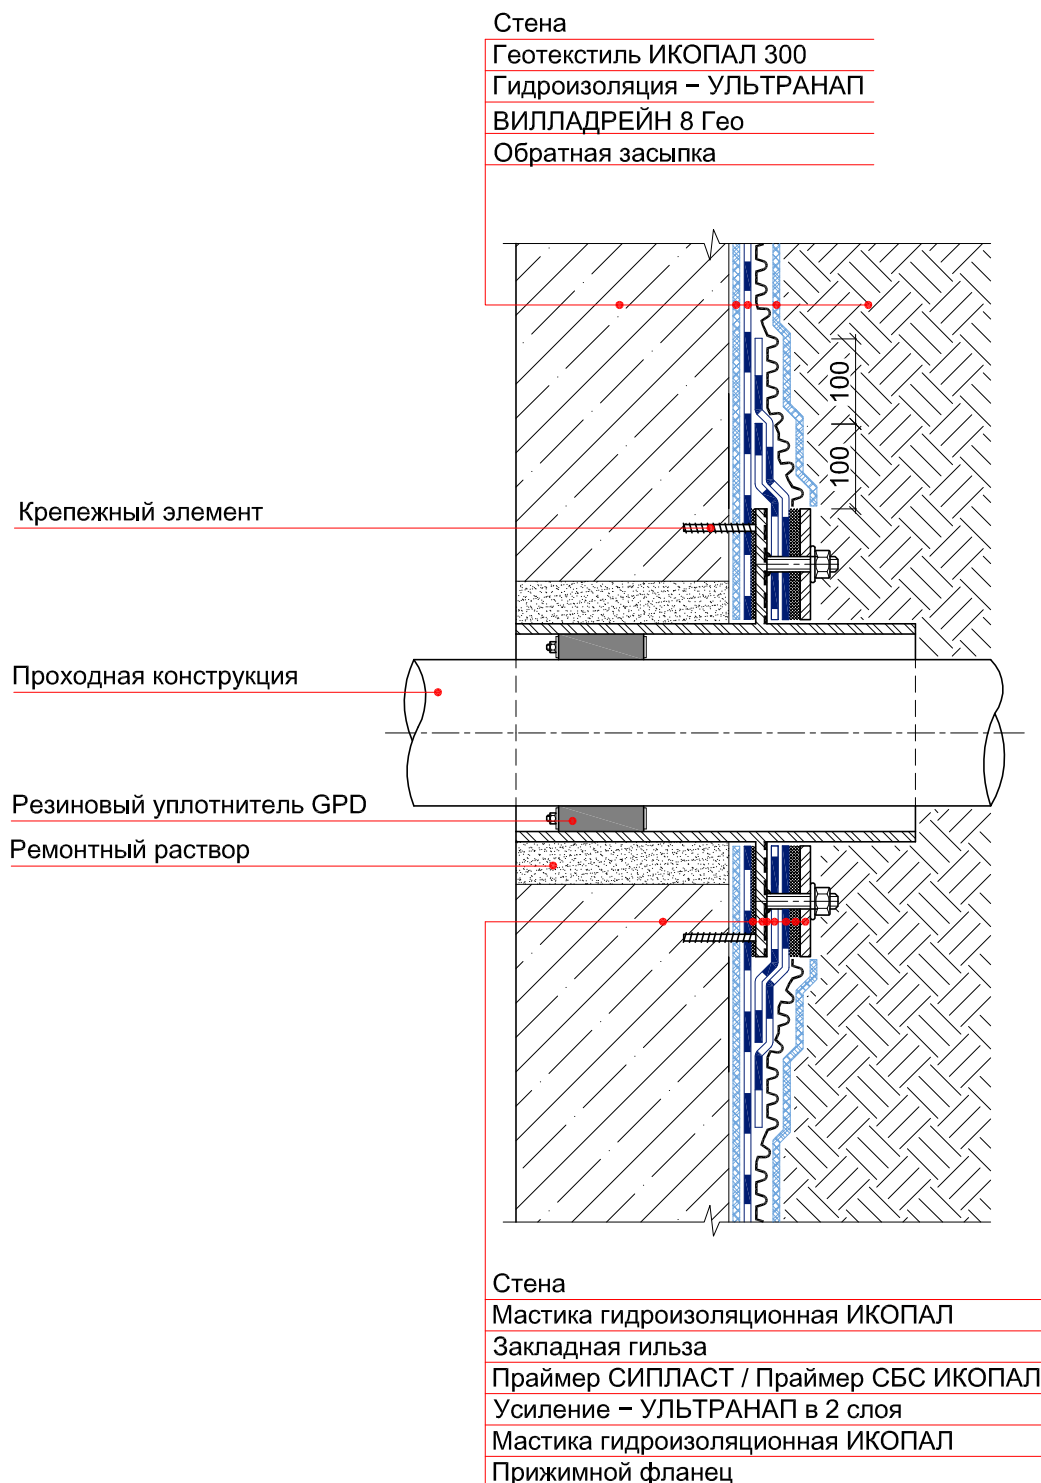 Стена
Геотекстиль ИКОПАЛ 300
Гидроизоляция – УЛЬТРАНАП
ВИЛЛАДРЕЙН 8 Гео
Обратная засыпка
100
100
Крепежный элемент
Проходная конструкция
Резиновый уплотнитель GPD
Ремонтный раствор
Стена
Мастика гидроизоляционная ИКОПАЛ
Закладная гильза
Праймер СИПЛАСТ / Праймер СБС ИКОПАЛ
Усиление – УЛЬТРАНАП в 2 слоя
Мастика гидроизоляционная ИКОПАЛ
Прижимной фланец